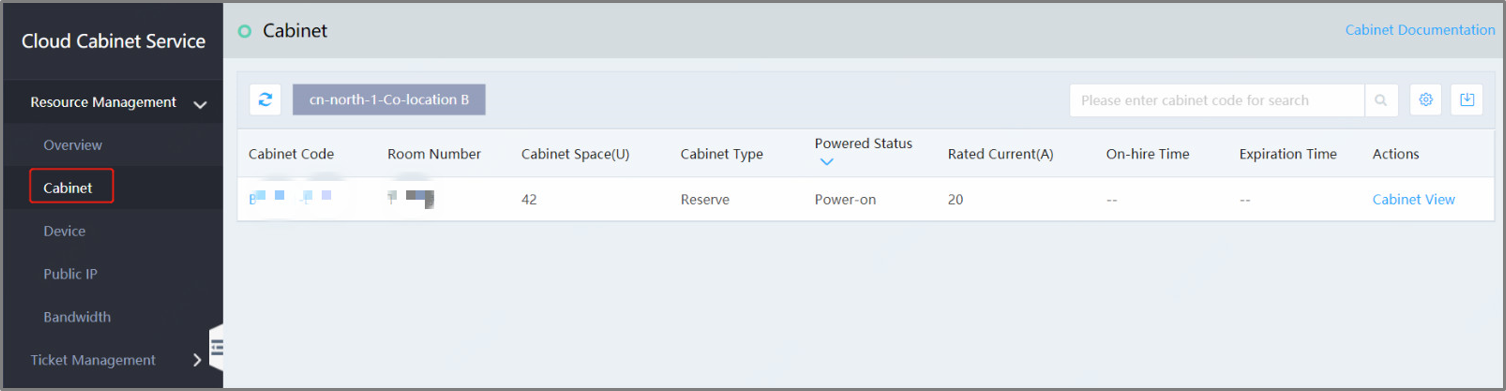 Cloud Cabinet Service
Resource Management
Overview
Cabinet
Device
Public IP
Bandwidth
Ticket Management
Cabinet
Cabinet Documentation
cn-north-1-Co-location B
Please enter cabinet code for search
Cabinet Code Room Number Cabinet Space(U) Cabinet Type Powered Status Rated Current(A) On-hire Time Expiration Time Actions
42 Reserve Power-on 20 -- -- Cabinet View